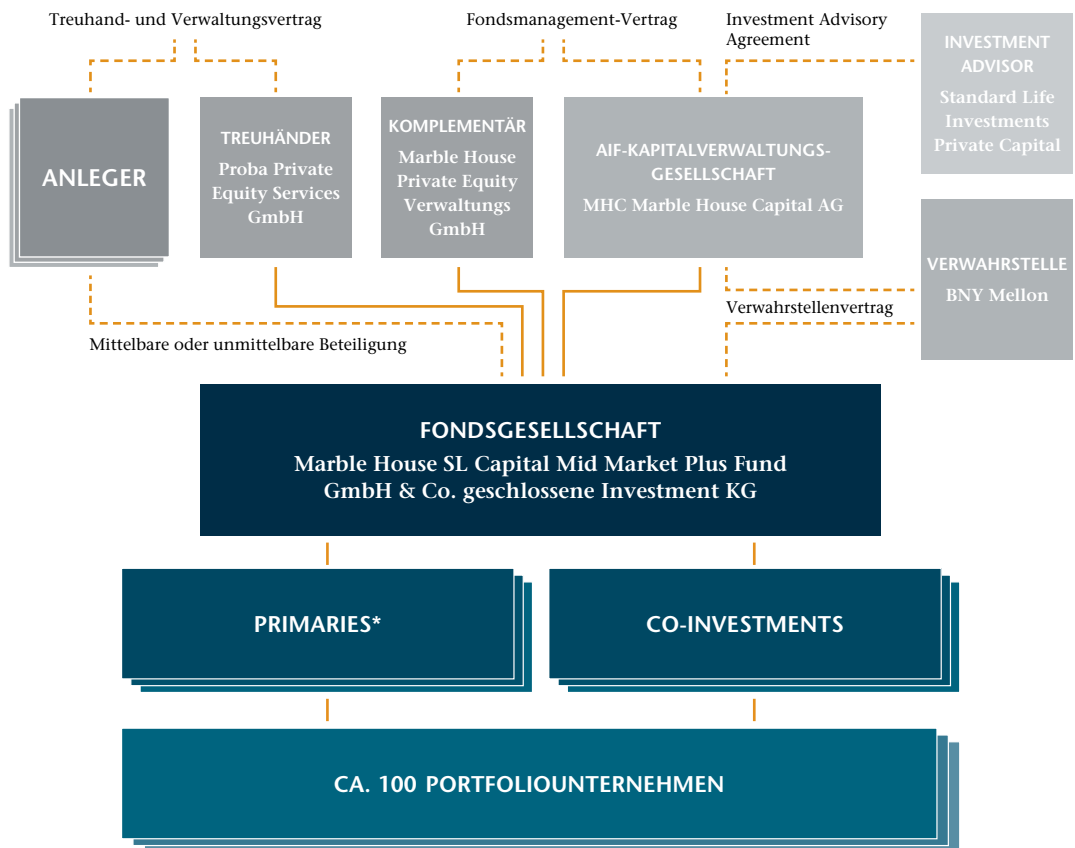 Treuhand- und Verwaltungsvertrag
Fondsmanagement-Vertrag
Investment Advisory
Agreement
INVESTMENT
ADVISOR
Standard Life
Investments
Private Capital
ANLEGER
TREUHÄNDER
Proba Private
Equity Services
GmbH
KOMPLEMENTÄR
Marble House
Private Equity
Verwaltungs
GmbH
AIF-KAPITALVERWALTUNGS-
GESELLSCHAFT
MHC Marble House Capital AG
VERWAHRSTELLE
BNY Mellon
Verwahrstellenvertrag
Mittelbare oder unmittelbare Beteiligung
FONDSGESELLSCHAFT
Marble House SL Capital Mid Market Plus Fund
GmbH & Co. geschlossene Investment KG
PRIMARIES*
CO-INVESTMENTS
CA. 100 PORTFOLIOUNTERNEHMEN